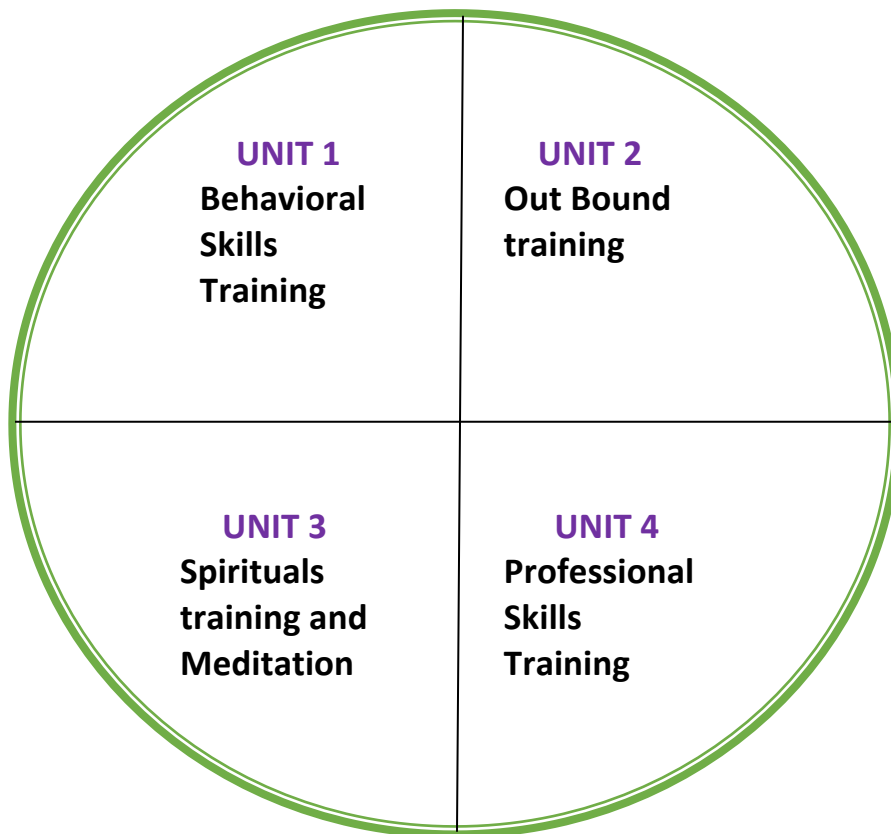 UNIT 1
Behavioral
Skills
Training
UNIT 2
Out Bound
training
UNIT 3
Spirituals
training and
Meditation
UNIT 4
Professional
Skills
Training